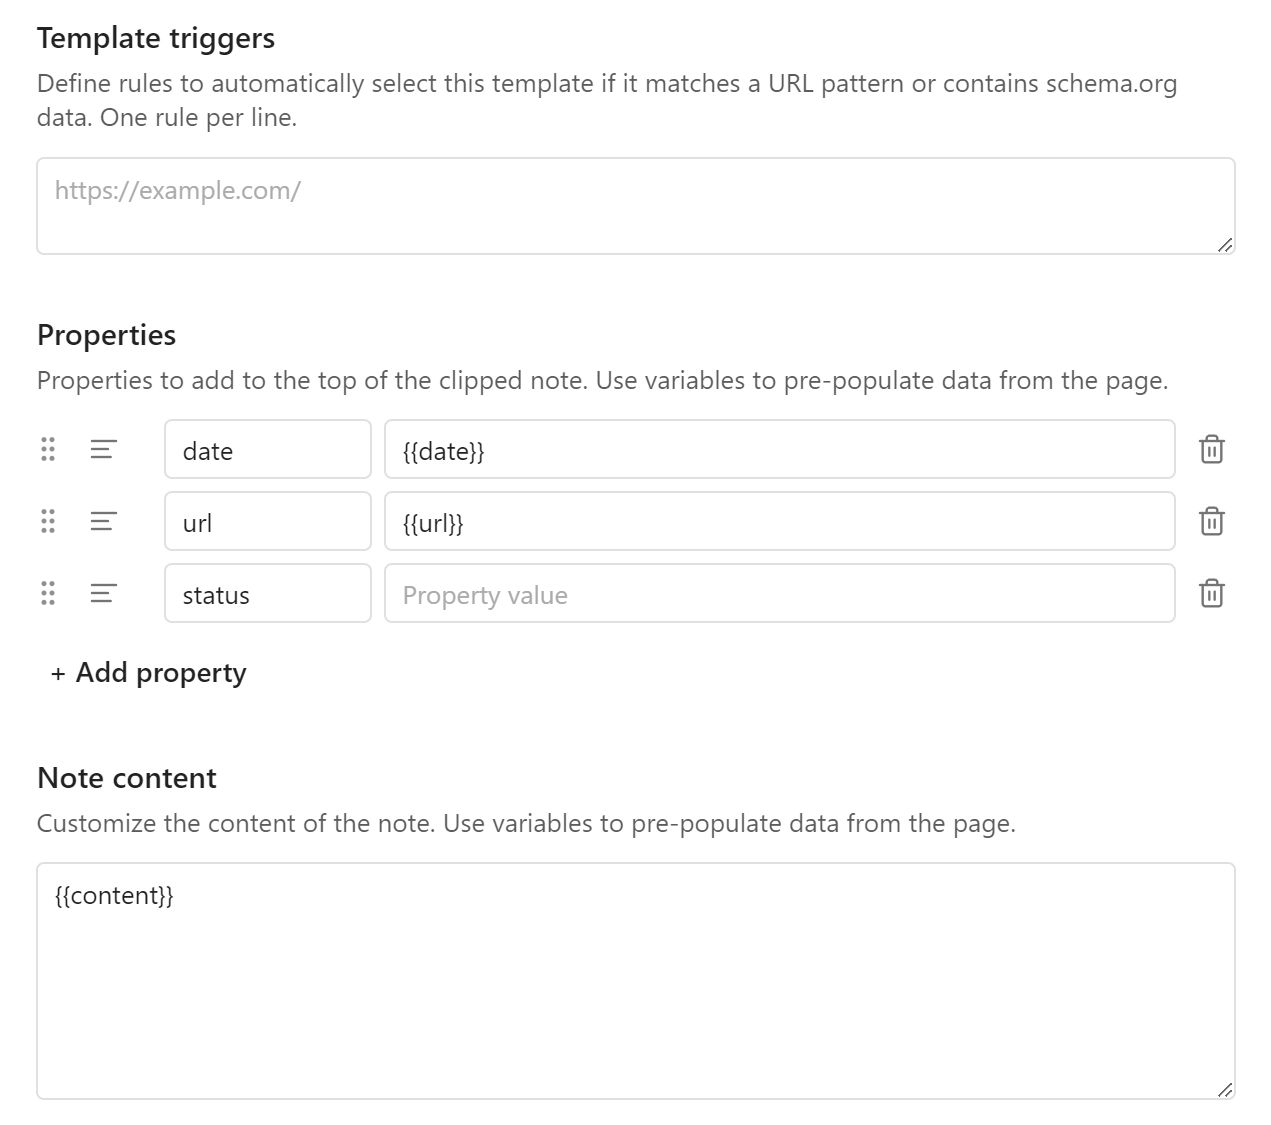 Template triggers
Define rules to automatically select this template if it matches a URL pattern or contains schema.org
data. One rule per line.
https://example.com/
Properties
Properties to add to the top of the clipped note. Use variables to pre-populate data from the page.
date {{date}}
url {{url}}
status Property value
+ Add property
Note content
Customize the content of the note. Use variables to pre-populate data from the page.
{{content}}